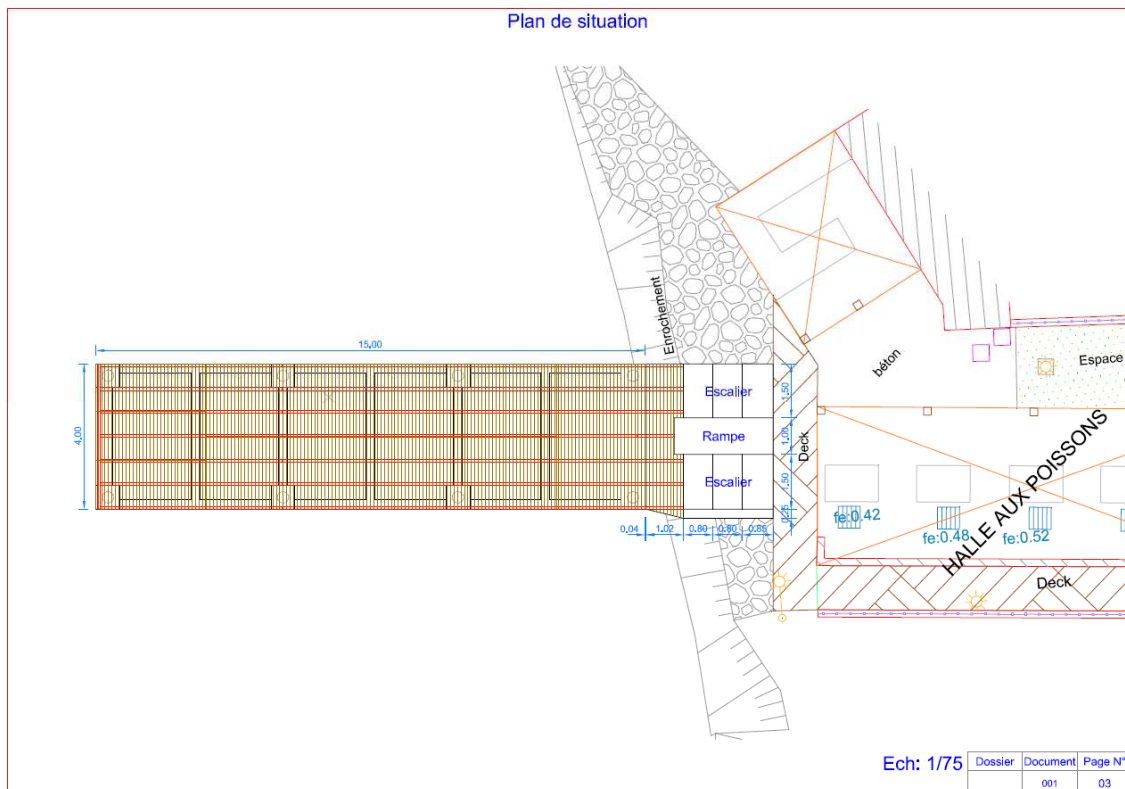 Plan de situation
Enrochement
15.00
4.00
Escalier
1.50
béton
Espace
Rampe
1.00
Deck
Escalier
1.50
0.25
0.04 1.02 0.80 0.80 0.85
HALLE AUX POISSONS
fe:0.42
fe:0.48
fe:0.52
Deck
Ech: 1/75
Dossier Document Page N°
001 03